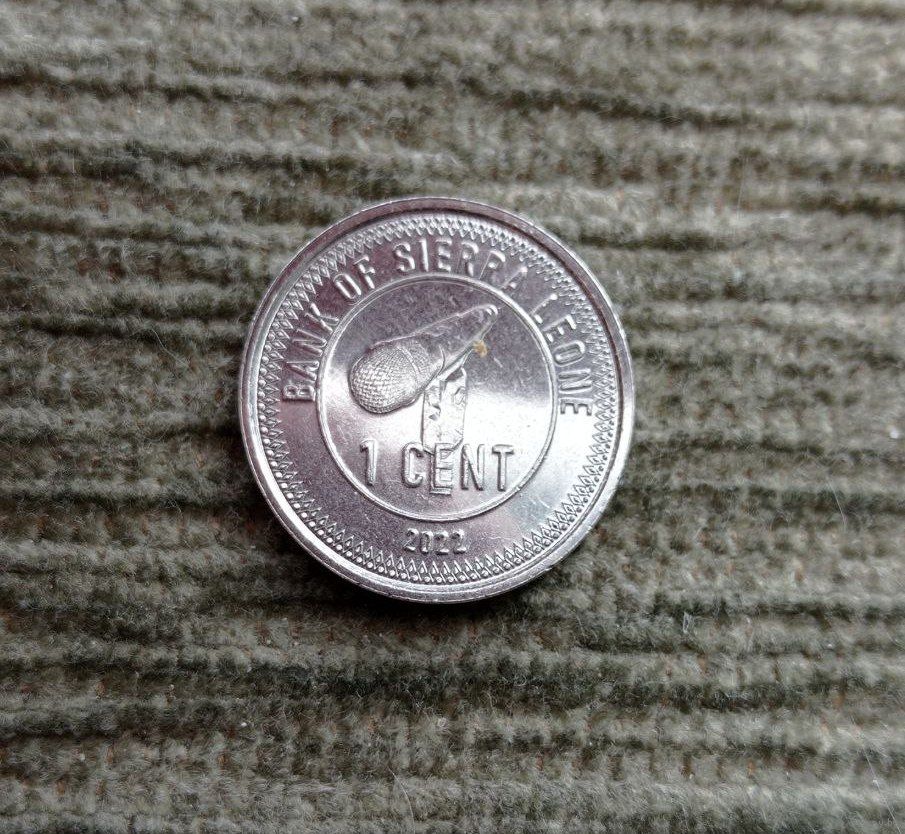 BANK OF SIERRA LEONE
1 CENT
2022